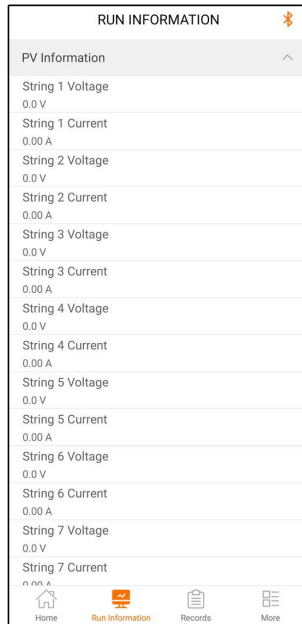 RUN INFORMATION
PV Information
String 1 Voltage
0.0 V
String 1 Current
0.00 A
String 2 Voltage
0.0 V
String 2 Current
0.00 A
String 3 Voltage
0.0 V
String 3 Current
0.00 A
String 4 Voltage
0.0 V
String 4 Current
0.00 A
String 5 Voltage
0.0 V
String 5 Current
0.00 A
String 6 Voltage
0.0 V
String 6 Current
0.00 A
String 7 Voltage
0.0 V
String 7 Current
0.00 A
Home Run Information Records More